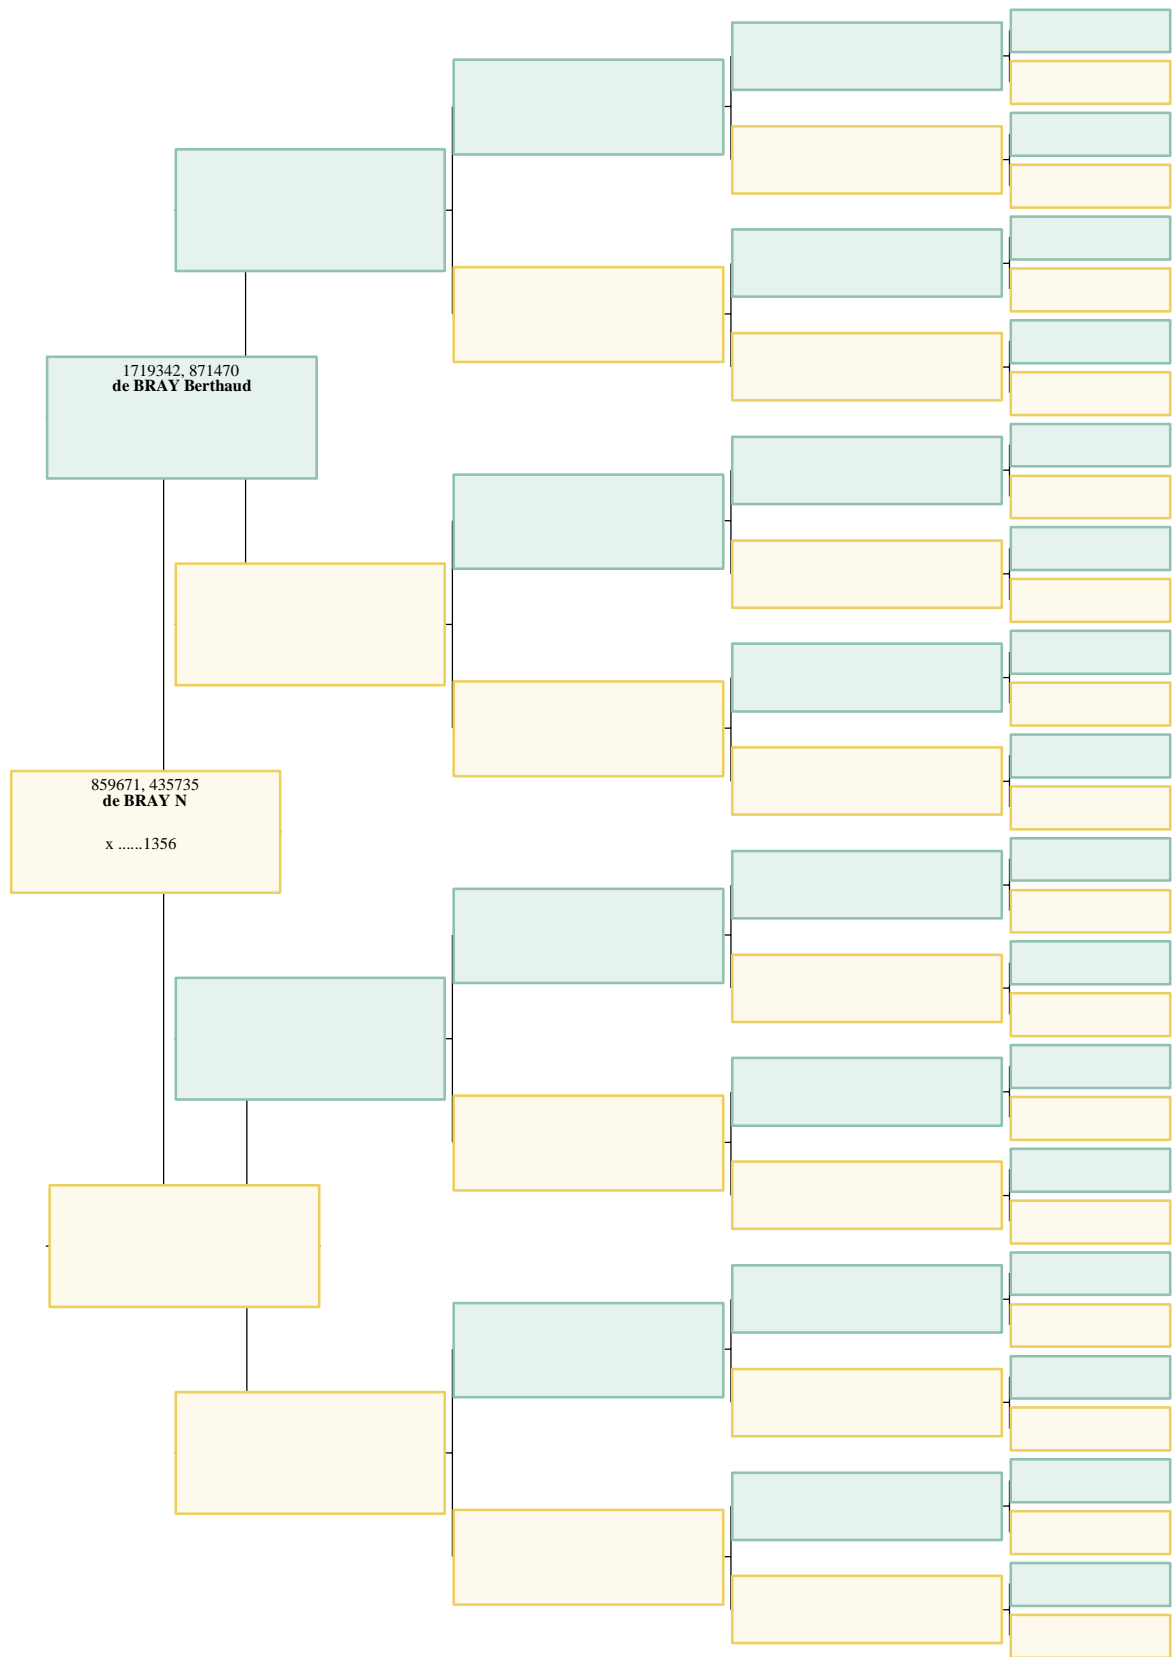 1719342, 871470
de BRAY Berthaud
859671, 435735
de BRAY N
x ......1356